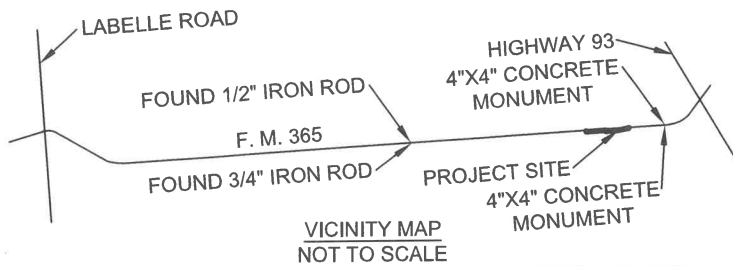 LABELLE ROAD
HIGHWAY 93
4"X4" CONCRETE
MONUMENT
FOUND 1/2" IRON ROD
F. M. 365
FOUND 3/4" IRON ROD
PROJECT SITE
4"X4" CONCRETE
MONUMENT
VICINITY MAP
NOT TO SCALE